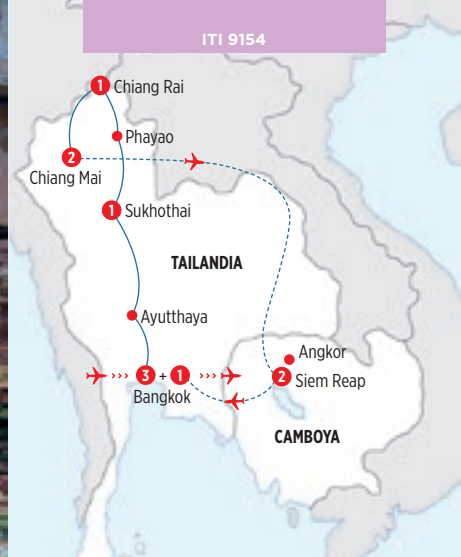 ITI 9154
1 Chiang Rai
Phayao
2
Chiang Mai
1 Sukhothai
TAILANDIA
Ayutthaya
Angkor
3 + 1
Bangkok
2 Siem Reap
CAMBOYA